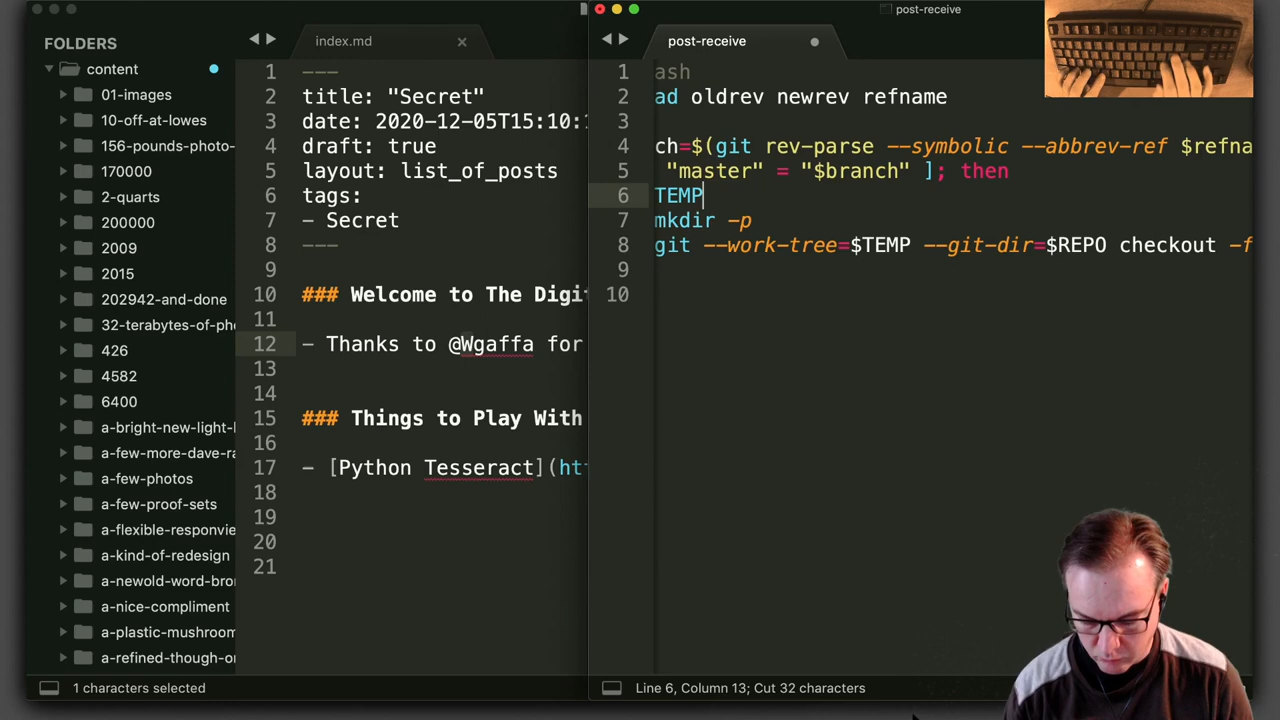 post-receive
FOLDERS
content
01-images
10-off-at-lowes
156-pounds-photo-
170000
2-quarts
200000
2009
2015
202942-and-done
32-terabytes-of-ph
426
4582
6400
a-bright-new-light-
a-few-more-dave-ra
a-few-photos
a-few-proof-sets
a-flexible-responvie
a-kind-of-redesign
a-newold-word-bro
a-nice-compliment
a-plastic-mushroom
a-refined-though-or
index.md
1 ---
2 title: "Secret"
3 date: 2020-12-05T15:10:
4 draft: true
5 layout: list_of_posts
6 tags:
7 - Secret
8 ---
9
10 ### Welcome to The Digi
11
12 - Thanks to @Wgaffa for
13
14
15 ### Things to Play With
16
17 - [Python Tesseract](htt
18
19
20
21
post-receive
1 ash
2 ad oldrev newrev refname
3
4 ch=$(git rev-parse --symbolic --abbrev-ref $refna
5 "master" = "$branch" ]; then
6 TEMP
7 mkdir -p
8 git --work-tree=$TEMP --git-dir=$REPO checkout -f
9
10
1 characters selected
Line 6, Column 13; Cut 32 characters